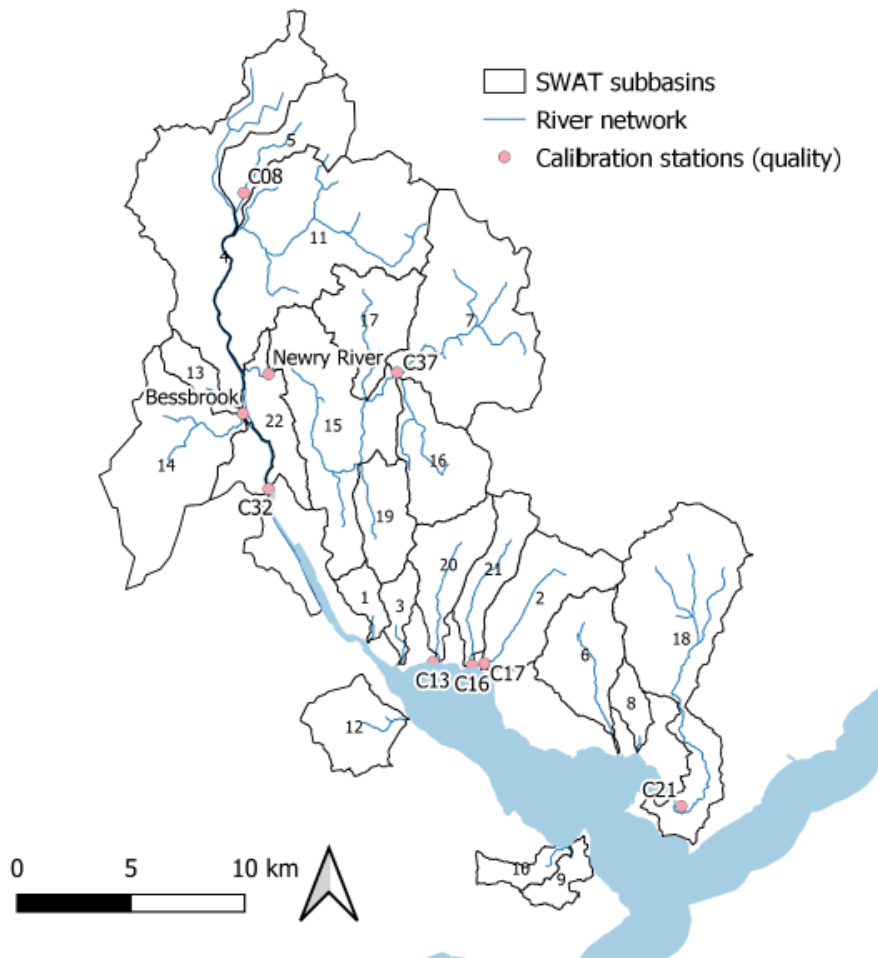 SWAT subbasins
River network
Calibration stations (quality)
5
C08
11
4
7
17
Newry River
C37
13
Bessbrook
22
15
14
16
C32
19
20
21
1
3
2
18
6
C13
C16
C17
8
12
C21
0
5
10 km
10
9